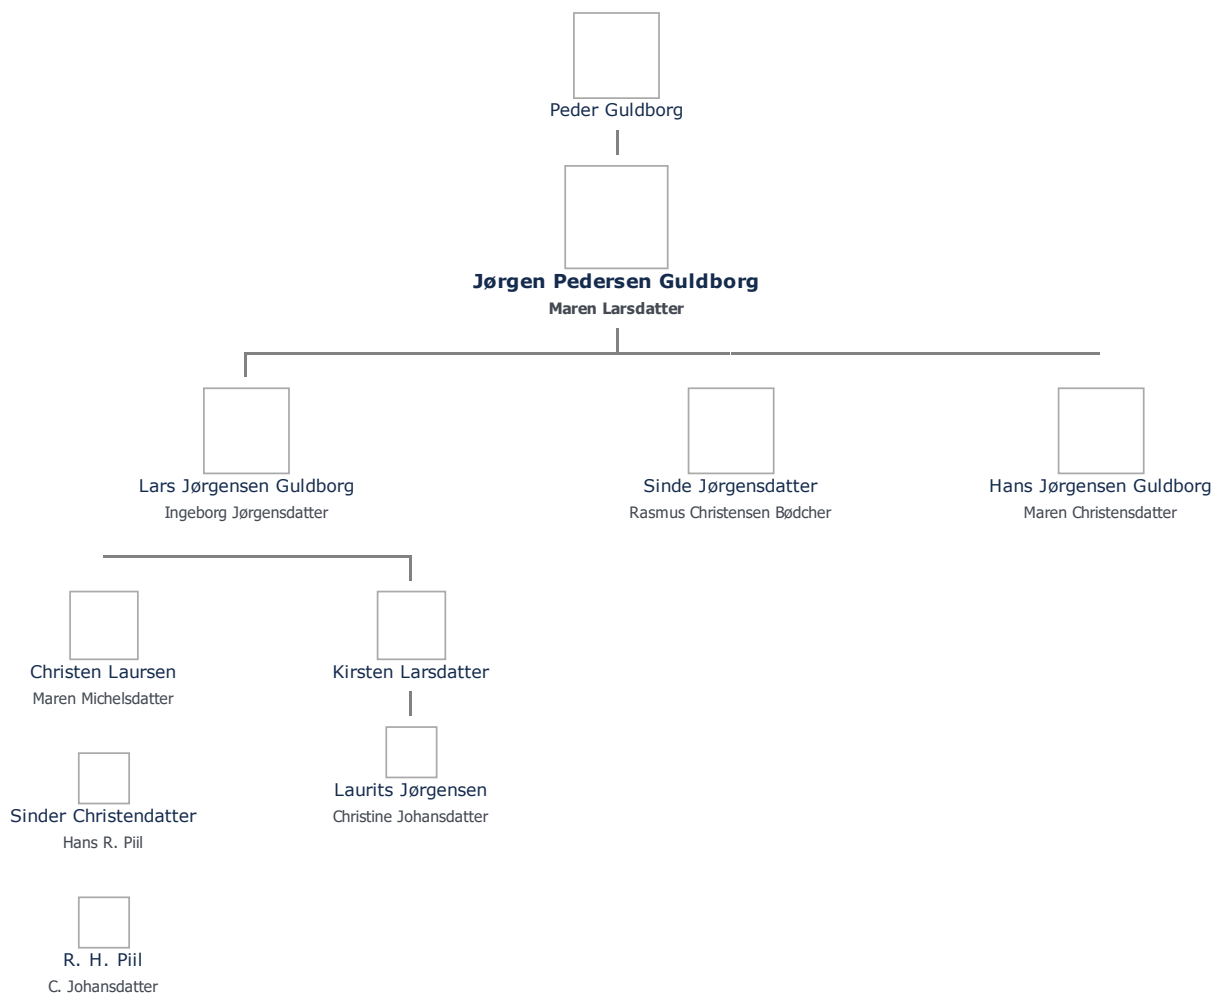 Peder Guldborg
Jørgen Pedersen Guldborg
Maren Larsdatter
Lars Jørgensen Guldborg
Ingeborg Jørgensdatter
Sinde Jørgensdatter
Rasmus Christensen Bødcher
Hans Jørgensen Guldborg
Maren Christensdatter
Christen Laursen
Maren Michelsdatter
Kirsten Larsdatter
Sinder Christendatter
Hans R. Piil
Laurits Jørgensen
Christine Johansdatter
R. H. Piil
C. Johansdatter